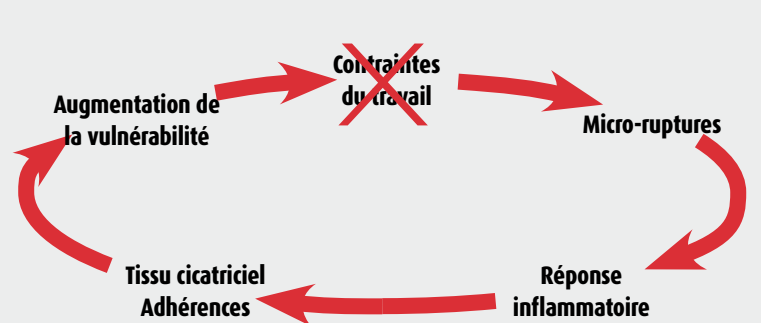 Contraintes
du travail
Augmentation de
la vulnérabilité
Micro-ruptures
Tissu cicatriciel
Adhérences
Réponse
inflammatoire